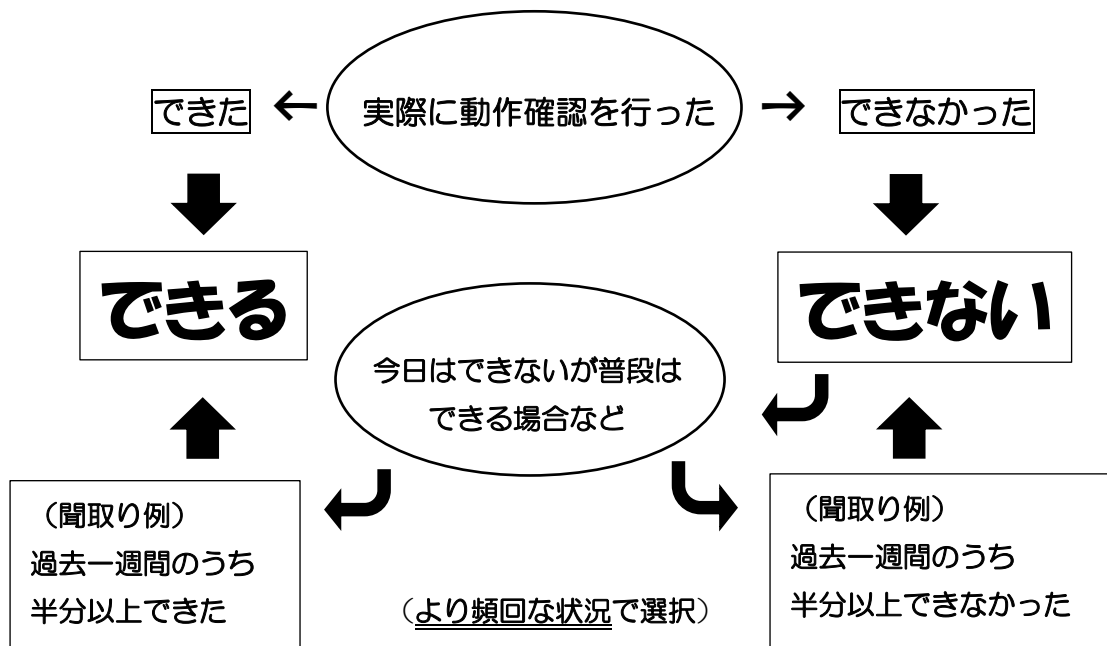 実際に動作確認を行った
できた
←
→
できなかった
できる
できない
今日はできないが普段は
できる場合など
（聞取り例）
過去一週間のうち
半分以上できた
（より頻回な状況で選択）
（聞取り例）
過去一週間のうち
半分以上できなかった